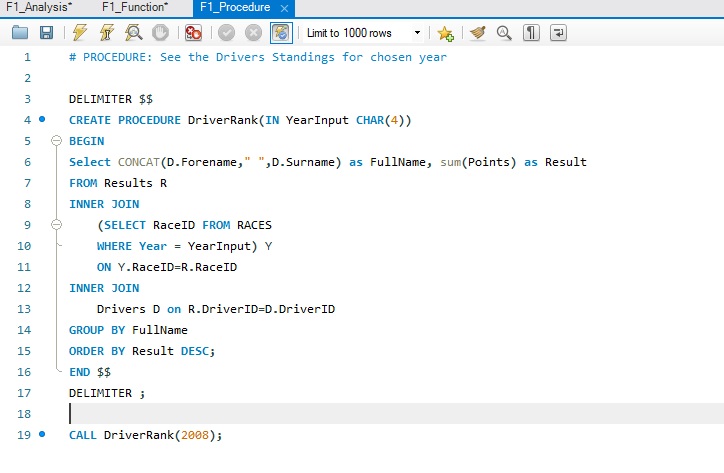 F1_Analysis* F1_Function* F1_Procedure ×
Limit to 1000 rows
1 # PROCEDURE: See the Drivers Standings for chosen year
2
3 DELIMITER $$
4 CREATE PROCEDURE DriverRank(IN YearInput CHAR(4))
5 BEGIN
6 Select CONCAT(D.Forename," ",D.Surname) as FullName, sum(Points) as Result
7 FROM Results R
8 INNER JOIN
9 (SELECT RaceID FROM RACES
10 WHERE Year = YearInput) Y
11 ON Y.RaceID=R.RaceID
12 INNER JOIN
13 Drivers D on R.DriverID=D.DriverID
14 GROUP BY FullName
15 ORDER BY Result DESC;
16 END $$
17 DELIMITER ;
18
19 CALL DriverRank(2008);